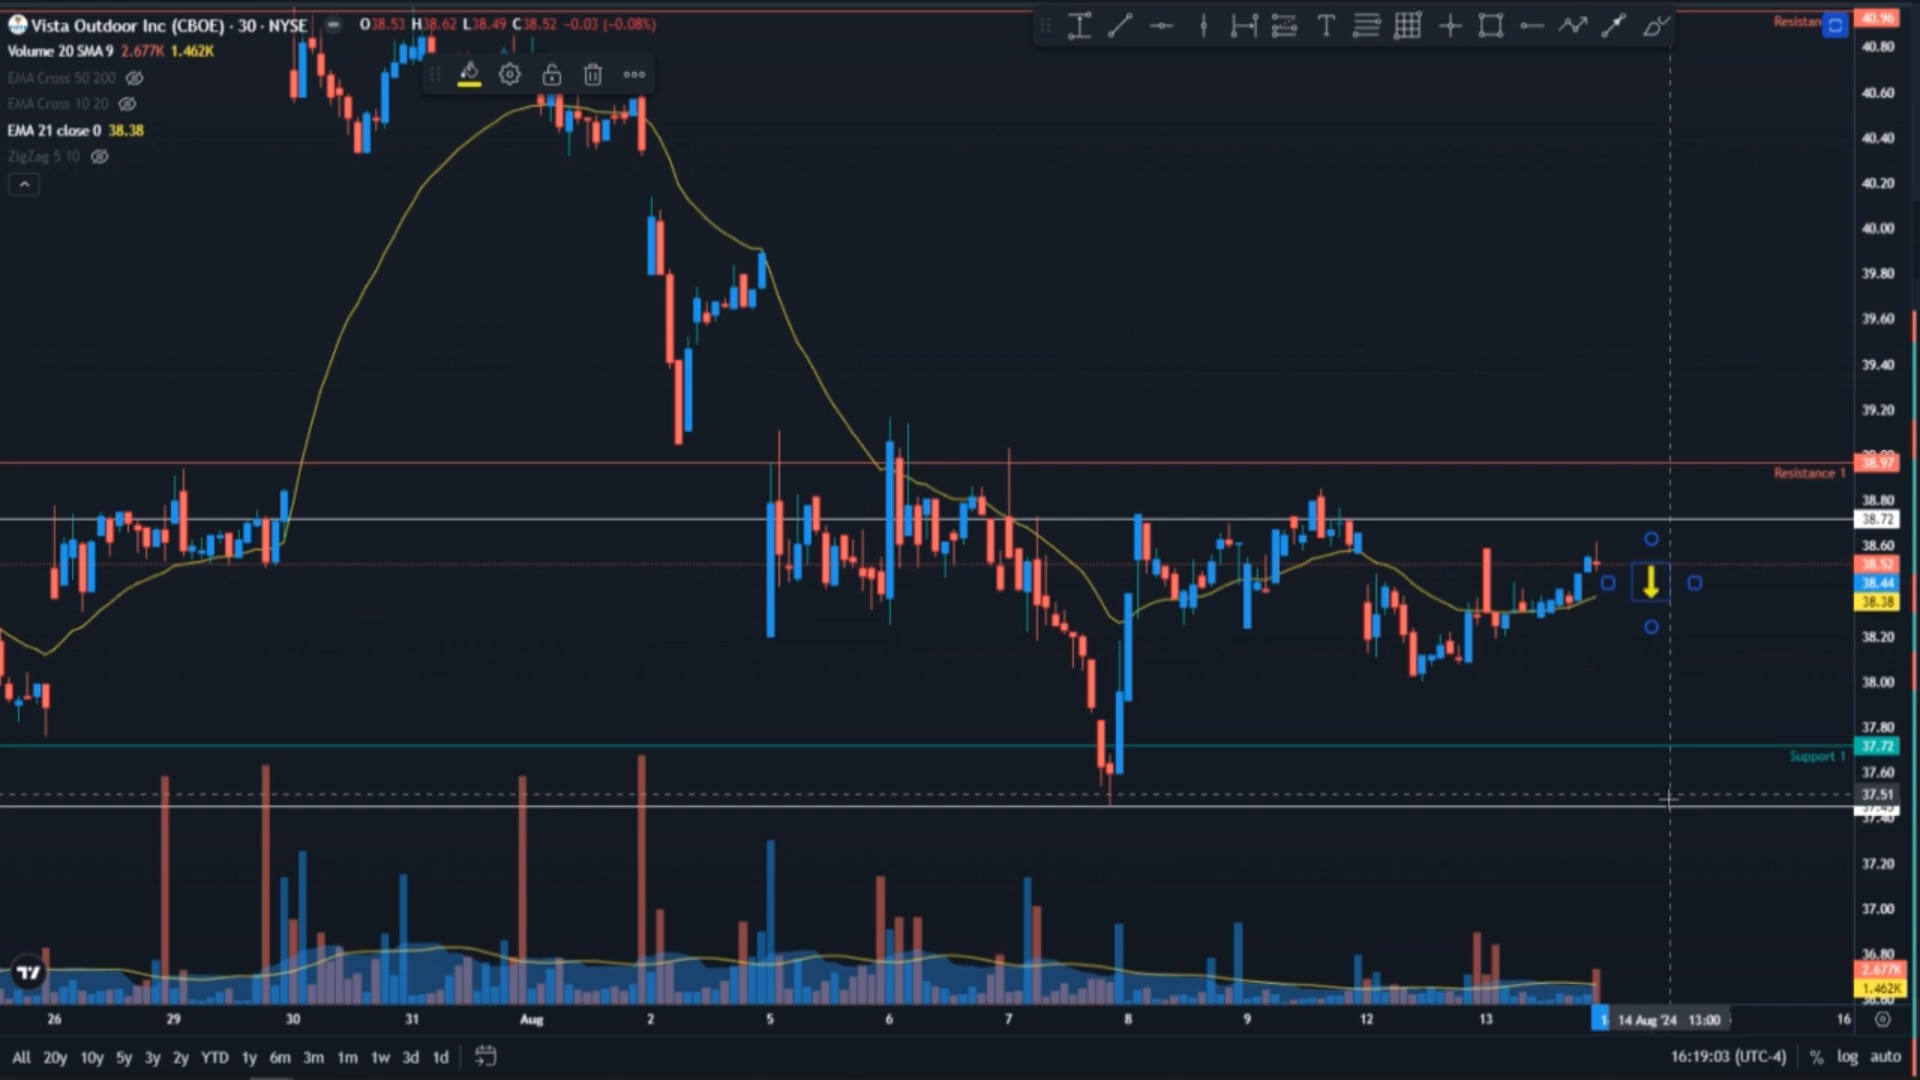 Vista Outdoor Inc (CBOE) · 30 · NYSE O38.53 H38.62 L38.49 C38.52 −0.03 (−0.08%)
Volume 20 SMA 9 2.677K 1.462K
EMA Cross 50 200
EMA Cross 10 20
EMA 21 close 0 38.38
ZigZag 5 10
T
Resistan
40.96
40.80
40.60
40.40
40.20
40.00
39.80
39.60
39.40
39.20
38.97
Resistance 1
38.80
38.72
38.60
38.52
38.44
38.38
38.20
38.00
37.80
37.72
Support 1
37.60
37.51
37.40
37.20
37.00
36.80
2.677K
1.462K
26 29 30 31 Aug 2 5 6 7 8 9 12 13 14 Aug '24 13:00 16
All 20y 10y 5y 3y 2y YTD 1y 6m 3m 1m 1w 3d 1d 16:19:03 (UTC-4) % log auto